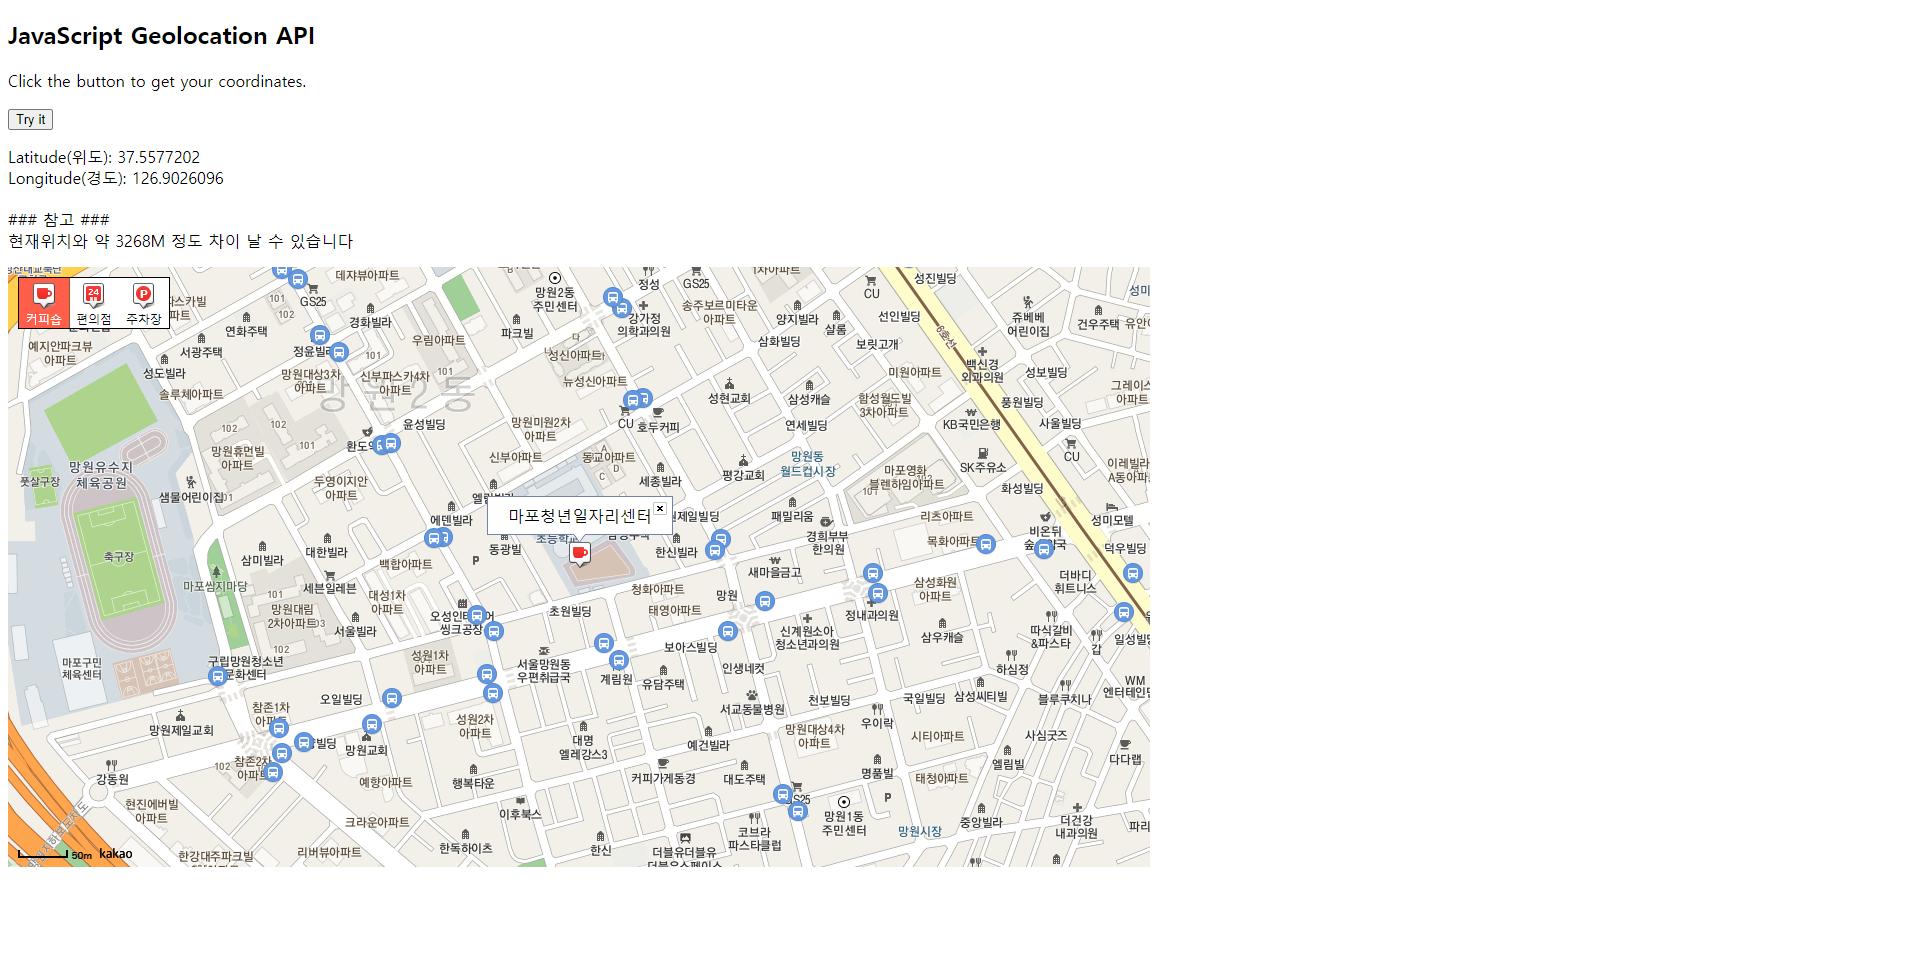 JavaScript Geolocation API
Click the button to get your coordinates.
Try it
Latitude(위도): 37.5577202
Longitude(경도): 126.9026096
### 참고 ###
현재위치와 약 3268M 정도 차이 날 수 있습니다
커피숍
편의점
주차장
데자뷰아파트
GS25
망원2동
주민센터
정성
GS25
1차아파트
CU
성진빌딩
연화주택
경화빌라
파크빌
강가정
의학과의원
송주보르미타운
아파트
양지빌라
샬롬
선인빌딩
쥬베베
어린이집
건우주택
예지안파크뷰
아파트
서광주택
정윤빌라
101
우림아파트
성신아파트
삼화빌딩
보릿고개
6호선
백신경
외과의원
성보빌딩
성도빌라
솔루체아파트
망원대상3차
아파트
신부파스카4차
아파트
망원2동
뉴성신아파트
성현교회
삼성캐슬
미원아파트
함성월드빌
3차아파트
풍원빌딩
그레이스
아파트
윤성빌딩
망원미원2차
아파트
CU
호두커피
연세빌딩
KB국민은행
사울빌딩
CU
망원유수지
체육공원
풋살구장
망원휴먼빌
아파트
102
101
102
신부아파트
동교아파트
A
D
C
세종빌라
평강교회
망원동
월드컵시장
마포영화
블렌하임아파트
SK주유소
이레빌라
A동아파트
샘물어린이집
두영이지안
아파트
화성빌딩
마포청년일자리센터
에덴빌라
패밀리움
리츠아파트
성미모텔
축구장
삼미빌라
대한빌라
동광빌
한신빌라
경희부부
한의원
목화아파트
비온뒤
덕우빌딩
마포쌈지마당
세븐일레븐
백합아파트
P
새마을금고
더바디
휘트니스
망원대림
2차아파트
대성1차
아파트
청화아파트
태영아파트
망원
삼성화원
아파트
서울빌라
씽크공장
초원빌딩
정내과의원
신계원소아
청소년과의원
삼우캐슬
따식갈비
&파스타
갑
일성빌딩
마포구민
체육센터
구립망원청소년
문화센터
102
성원1차
아파트
서울망원동
우편취급국
계림원
보아스빌딩
유담주택
인생네컷
하심정
오일빌딩
참존1차
천보빌딩
국일빌딩
삼성씨티빌
블루쿠치나
WM
망원제일교회
망원교회
성원2차
아파트
대명
엘레강스3
서교동물병원
우이락
예건빌라
망원대상4차
아파트
시티아파트
사심굿즈
강동원
102
참존2차
예향아파트
행복타운
커피가게동경
대도주택
명품빌
태청아파트
엘림빌
다다랩
현진에버빌
아파트
크라운아파트
이후북스
GS25
망원1동
주민센터
P
망원시장
중앙빌라
더건강
내과의원
50m
kakao
한강대주파크빌
리버뷰아파트
한독하이츠
한신
더블유더블유
코브라
파스타클럽